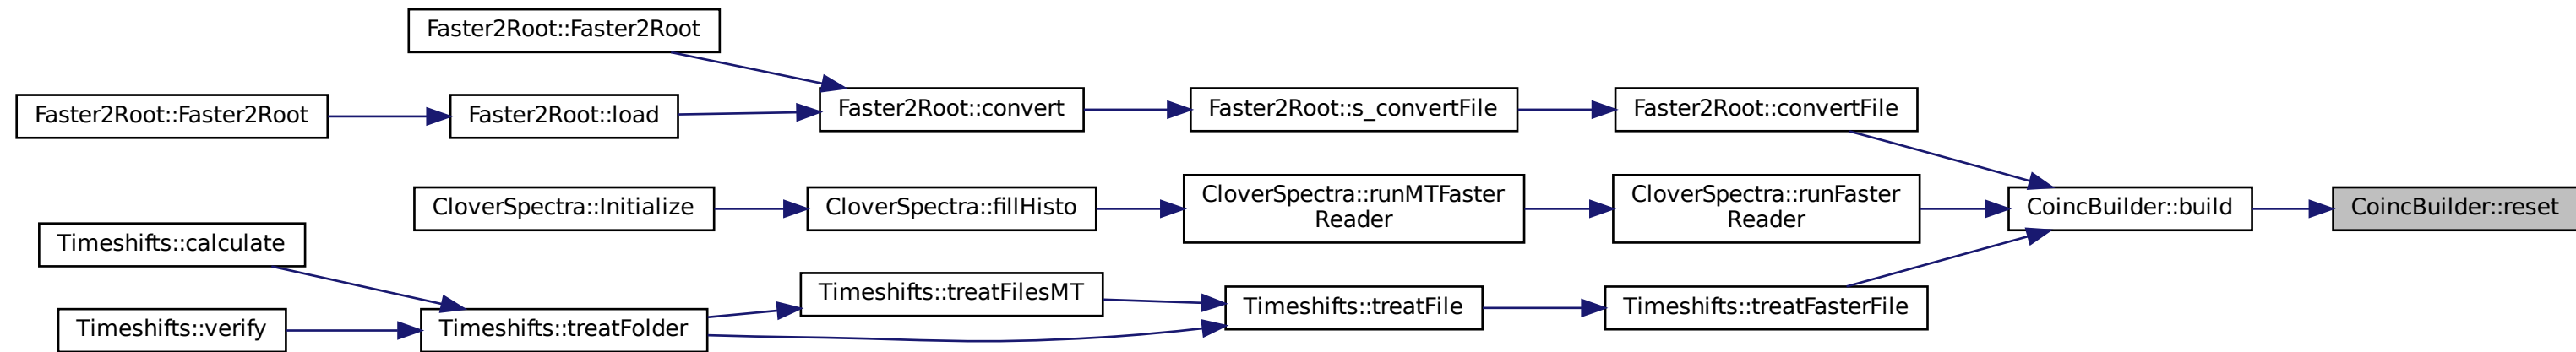 Faster2Root::Faster2Root
Faster2Root::Faster2Root
Faster2Root::load
Faster2Root::convert
Faster2Root::s_convertFile
Faster2Root::convertFile
CloverSpectra::Initialize
CloverSpectra::fillHisto
CloverSpectra::runMTFaster
Reader
CloverSpectra::runFaster
Reader
CoincBuilder::build
CoincBuilder::reset
Timeshifts::calculate
Timeshifts::verify
Timeshifts::treatFolder
Timeshifts::treatFilesMT
Timeshifts::treatFile
Timeshifts::treatFasterFile